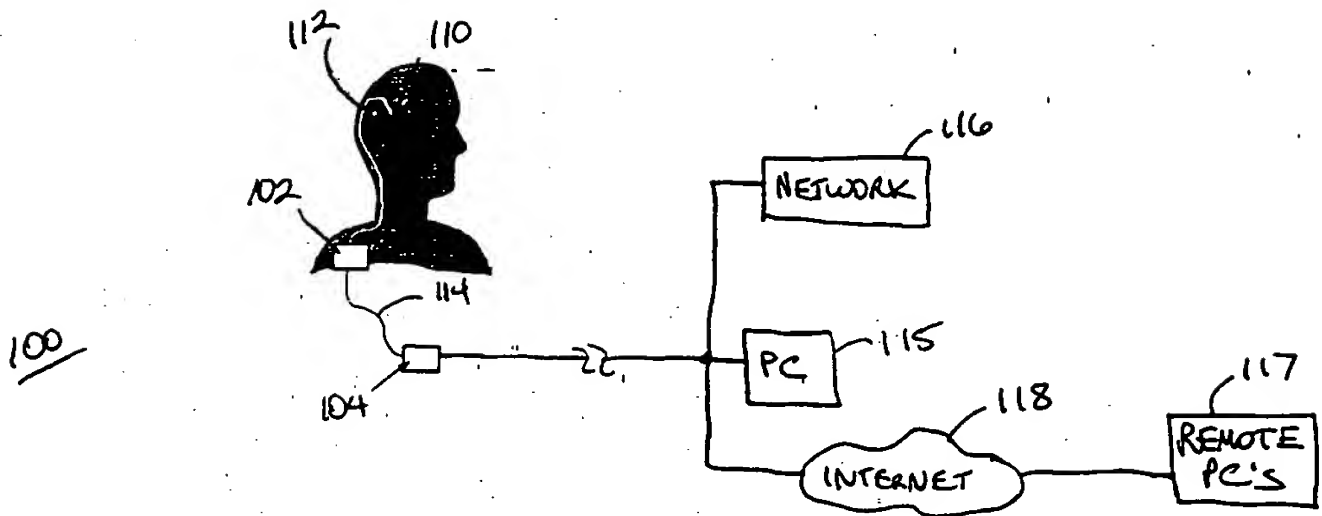 112
110
116
NETWORK
102
114
100
115
PC
104
118
117
INTERNET
REMOTE
PC'S